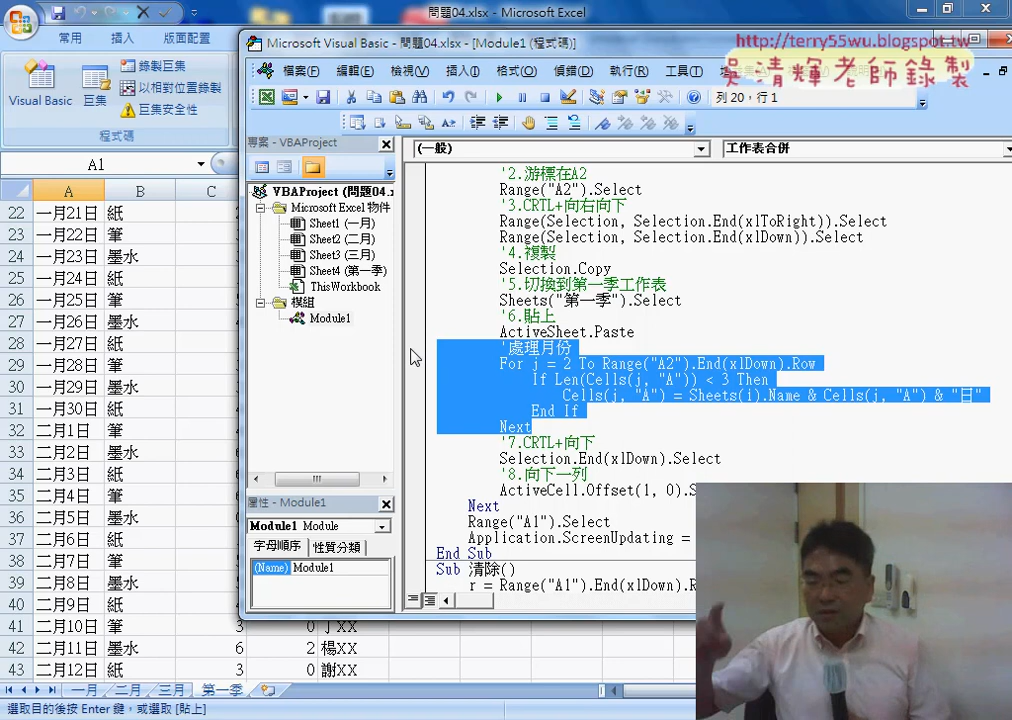 問題04.xlsx - Microsoft Excel
常用 插入 版面配置
Visual Basic 巨集 錄製巨集
以相對位置錄製
巨集安全性
程式碼
A1
A B C
22 一月21日 紙
23 一月22日 筆
24 一月23日 墨水
25 一月24日 紙
26 一月25日 筆
27 一月26日 墨水
28 一月27日 紙
29 一月28日 筆
30 一月29日 墨水
31 一月30日 紙
32 二月1日 筆
33 二月2日 墨水
34 二月3日 紙
35 二月4日 筆
36 二月5日 墨水
37 二月6日 紙
38 二月7日 筆
39 二月8日 墨水
40 二月9日 紙
41 二月10日 筆 3 0 丁XX
42 二月11日 墨水 6 2 楊XX
43 二月12日 紙 3 0 謝XX
一月 二月 三月 第一季
選取目的後按 Enter 鍵，或選取 [貼上]
Microsoft Visual Basic - 問題04.xlsx - [Module1 (程式碼)]
http://terry55wu.blogspot.tw
吳清輝老師錄製
檔案(F) 編輯(E) 檢視(V) 插入(I) 格式(O) 偵錯(D) 執行(R) 工具(T)
列 20，行 1
專案 - VBAProject
VBAProject (問題04.x
Microsoft Excel 物件
Sheet1 (一月)
Sheet2 (二月)
Sheet3 (三月)
Sheet4 (第一季)
ThisWorkbook
模組
Module1
屬性 - Module1
Module1 Module
字母順序 性質分類
(Name) Module1
(一般) 工作表合併
'2.游標在A2
Range("A2").Select
'3.CRTL+向右向下
Range(Selection, Selection.End(xlToRight)).Select
Range(Selection, Selection.End(xlDown)).Select
'4.複製
Selection.Copy
'5.切換到第一季工作表
Sheets("第一季").Select
'6.貼上
ActiveSheet.Paste
'處理月份
For j = 2 To Range("A2").End(xlDown).Row
If Len(Cells(j, "A")) < 3 Then
Cells(j, "A") = Sheets(i).Name & Cells(j, "A") & "日"
End If
Next
'7.CRTL+向下
Selection.End(xlDown).Select
'8.向下一列
ActiveCell.Offset(1, 0).S
Next
Range("A1").Select
Application.ScreenUpdating =
End Sub
Sub 清除()
r = Range("A1").End(xlDown).R